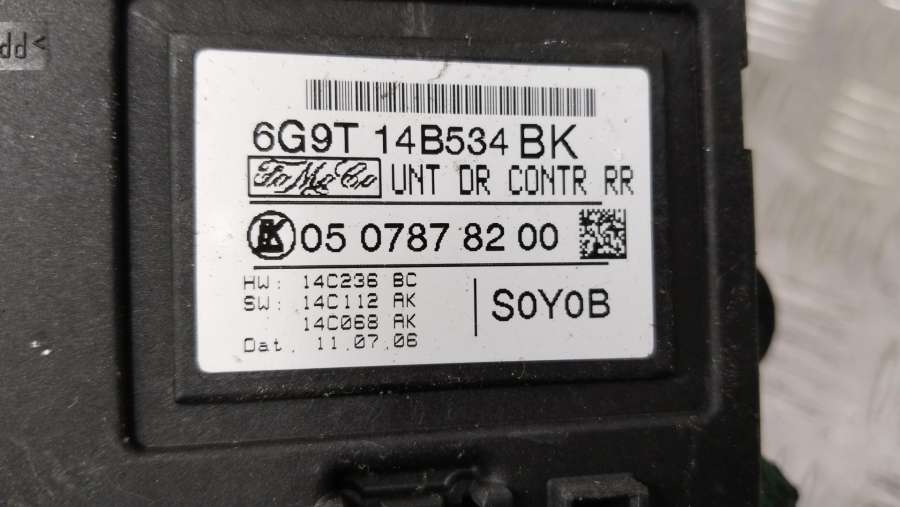 dd<
6G9T 14B534 BK
FoMoCo UNT DR CONTR RR
05 0787 82 00
HW: 14C236 BC
SW: 14C112 AK
14C068 AK
Dat. 11.07.06
S0Y0B